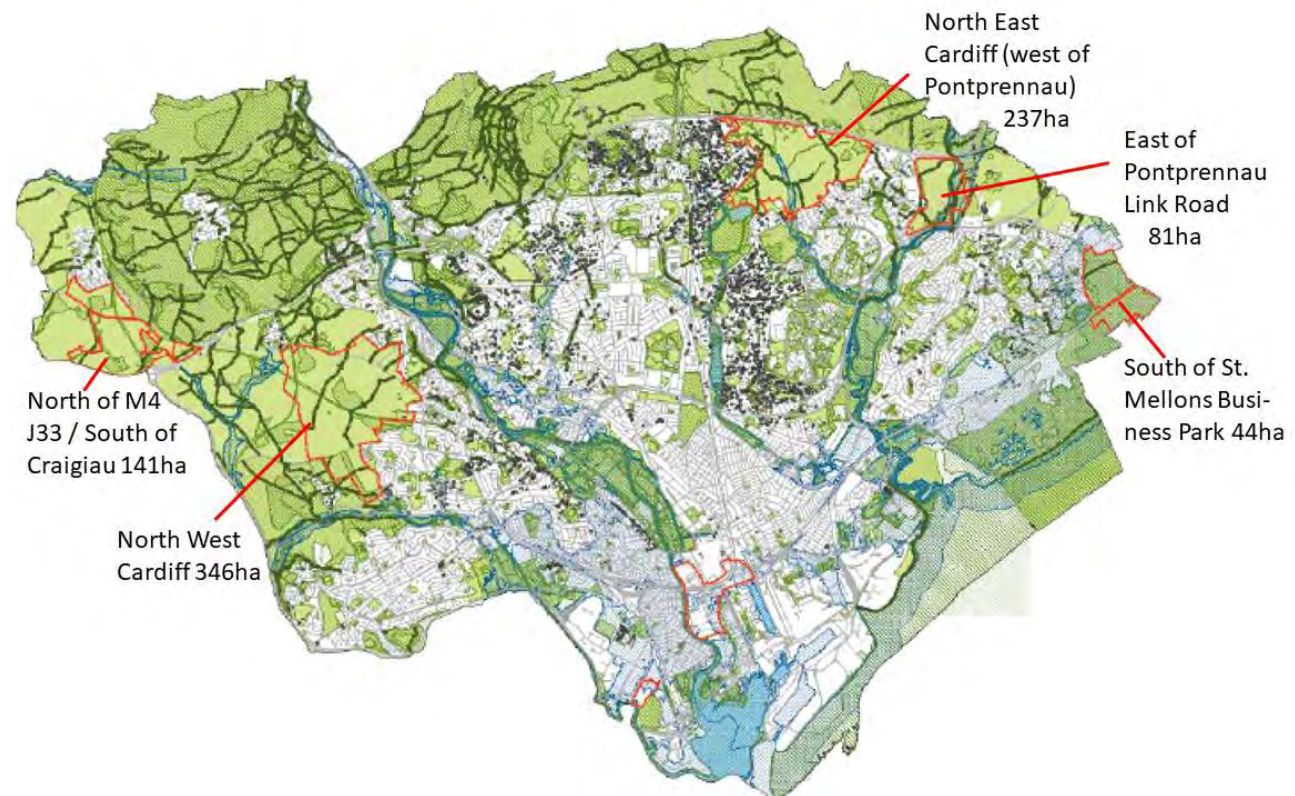 North East
Cardiff (west of
Pontprennau)
237ha
East of
Pontprennau
Link Road
81ha
South of St.
Mellons Busi-
ness Park 44ha
North of M4
J33 / South of
Craigiau 141ha
North West
Cardiff 346ha